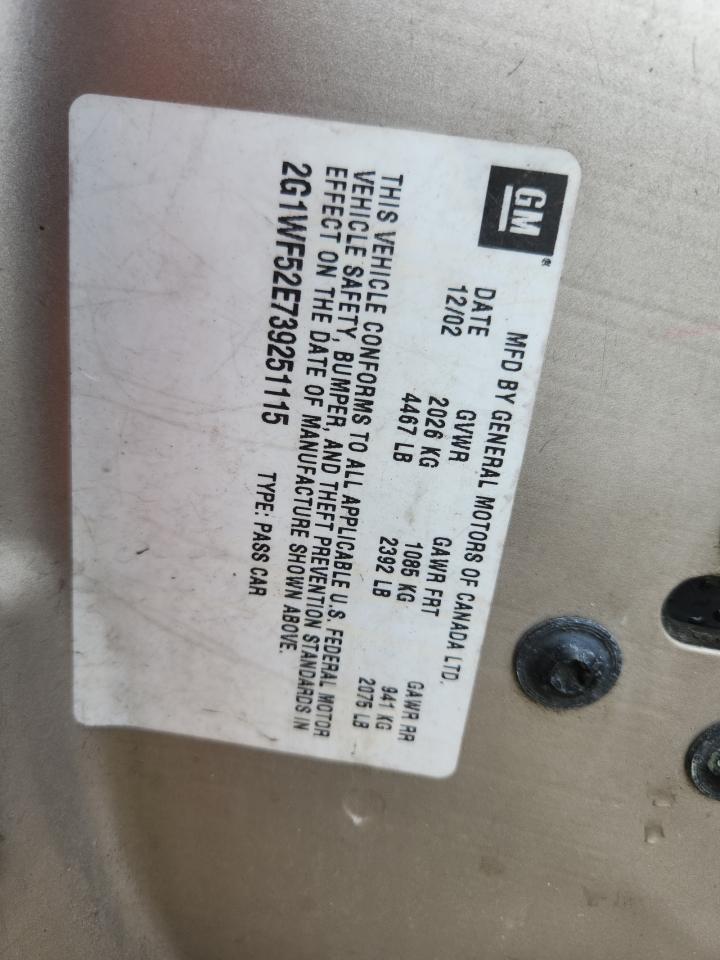 GM
MFD BY GENERAL MOTORS OF CANADA LTD.
DATE GVWR GAWR FRT GAWR RR
12/02 2026 KG 1085 KG 941 KG
4467 LB 2392 LB 2075 LB
THIS VEHICLE CONFORMS TO ALL APPLICABLE U.S. FEDERAL MOTOR
VEHICLE SAFETY, BUMPER, AND THEFT PREVENTION STANDARDS IN
EFFECT ON THE DATE OF MANUFACTURE SHOWN ABOVE.
2G1WF52E739251115 TYPE: PASS CAR